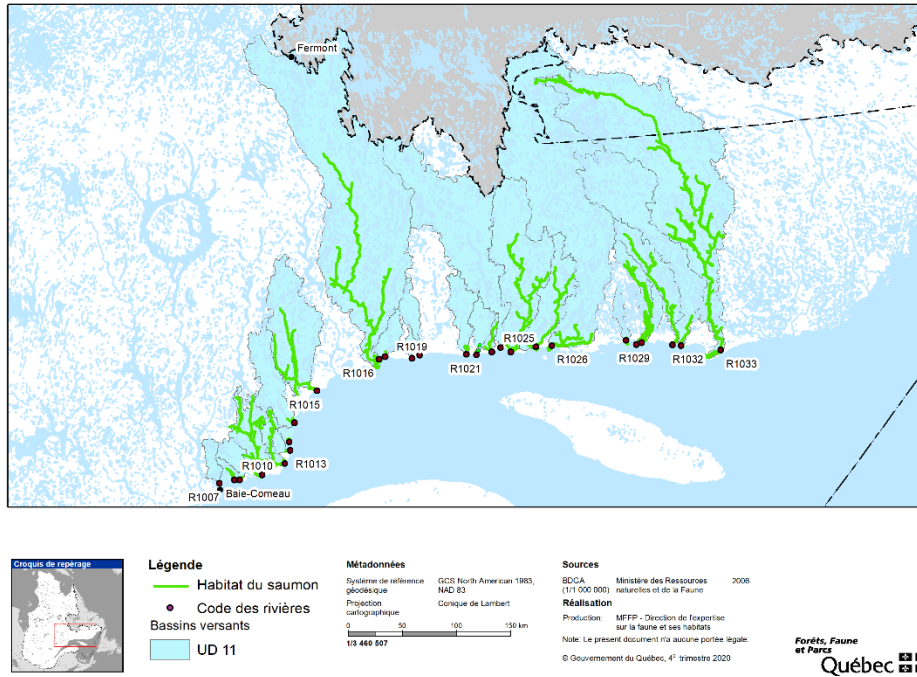 Fermont
R1025
R1019
R1016
R1021
R1026
R1029
R1032
R1033
R1015
R1010
R1013
R1007
Baie-Comeau
Croquis de repérage
Légende
Habitat du saumon
Code des rivières
Bassins versants
UD 11
Métadonnées
Système de référence géodésique
GCS North American 1983, NAD 83
Projection cartographique
Conique de Lambert
0 50 100 150 km
1/3 460 507
Sources
BDGA (1/1 000 000)
Ministère des Ressources naturelles et de la Faune
2006
Réalisation
Production: MFFP - Direction de l'expertise sur la faune et ses habitats
Note: Le présent document n'a aucune portée légale.
© Gouvernement du Québec, 4e trimestre 2020
Forêts, Faune
et Parcs
Québec